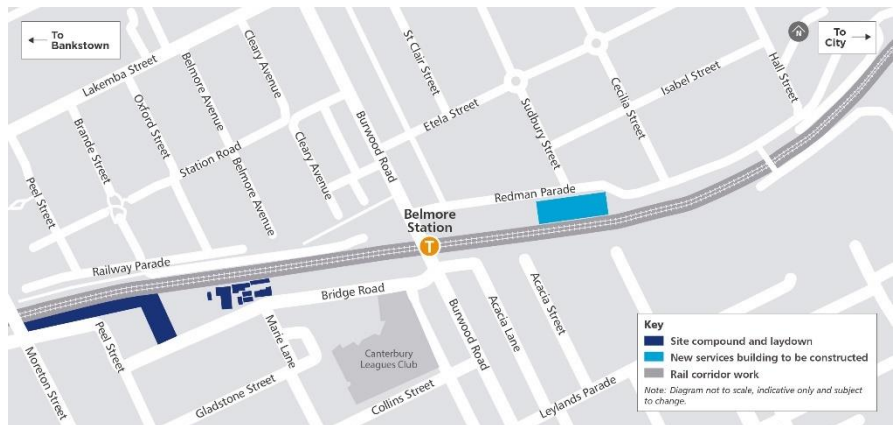 To
Bankstown
To
City
N
Lakemba Street
Cleary Avenue
Belmore Avenue
Oxford Street
Brande Street
Peel Street
Station Road
Belmore Avenue
Cleary Avenue
Burwood Road
St Clair Street
Etela Street
Sudbury Street
Cecilia Street
Isabel Street
Hall Street
Redman Parade
Belmore
Station
T
Railway Parade
Bridge Road
Peel Street
Moreton Street
Marie Lane
Gladstone Street
Canterbury
Leagues Club
Collins Street
Burwood Road
Acacia Lane
Acacia Street
Leylands Parade
Key
Site compound and laydown
New services building to be constructed
Rail corridor work
Note: Diagram not to scale, indicative only and subject
to change.